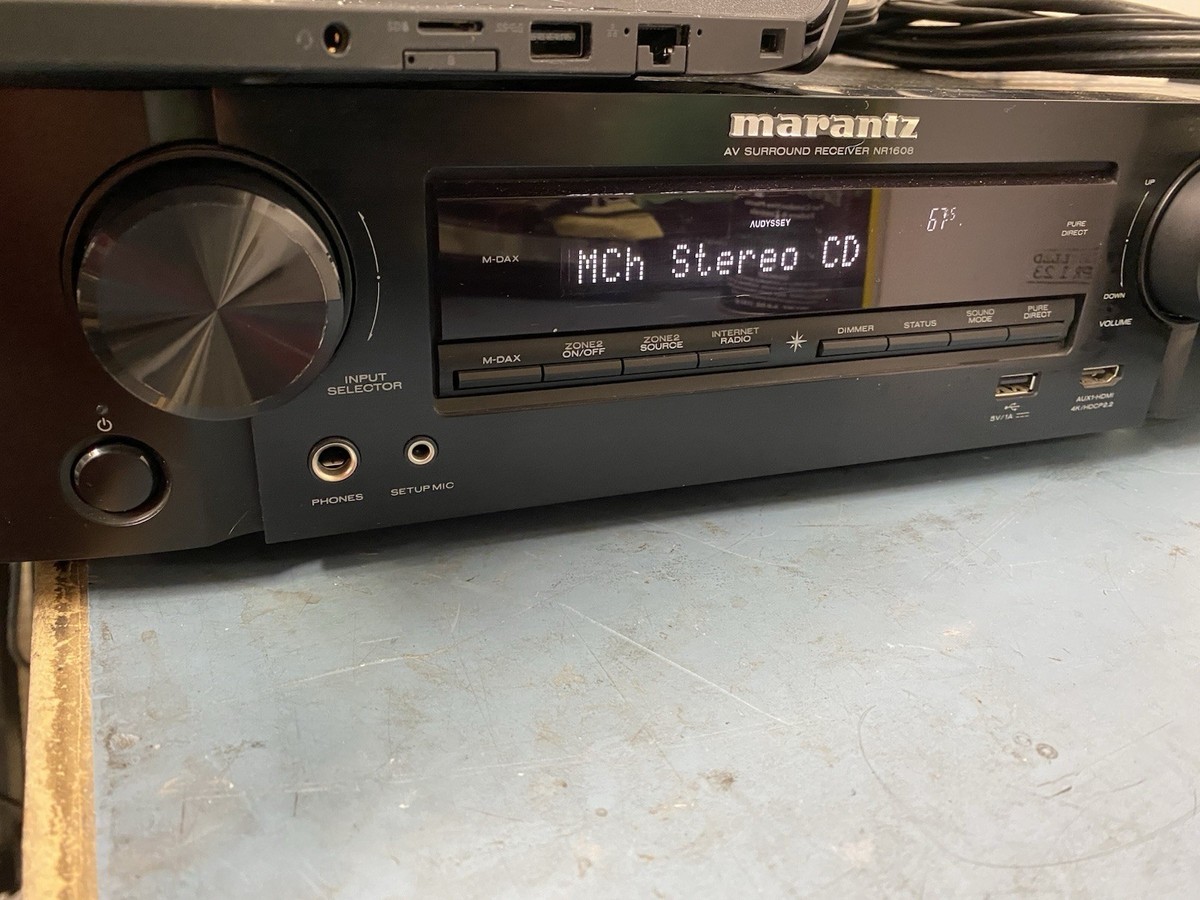 marantz
AV SURROUND RECEIVER NR1608
AUDYSSEY
67.5
M-DAX
MCh Stereo CD
PURE
DIRECT
UP
DOWN
VOLUME
M-DAX
ZONE2
ON/OFF
ZONE2
SOURCE
INTERNET
RADIO
DIMMER
STATUS
SOUND
MODE
PURE
DIRECT
INPUT
SELECTOR
5V/1A
AUX1-HDMI
4K/HDCP2.2
PHONES
SETUP MIC